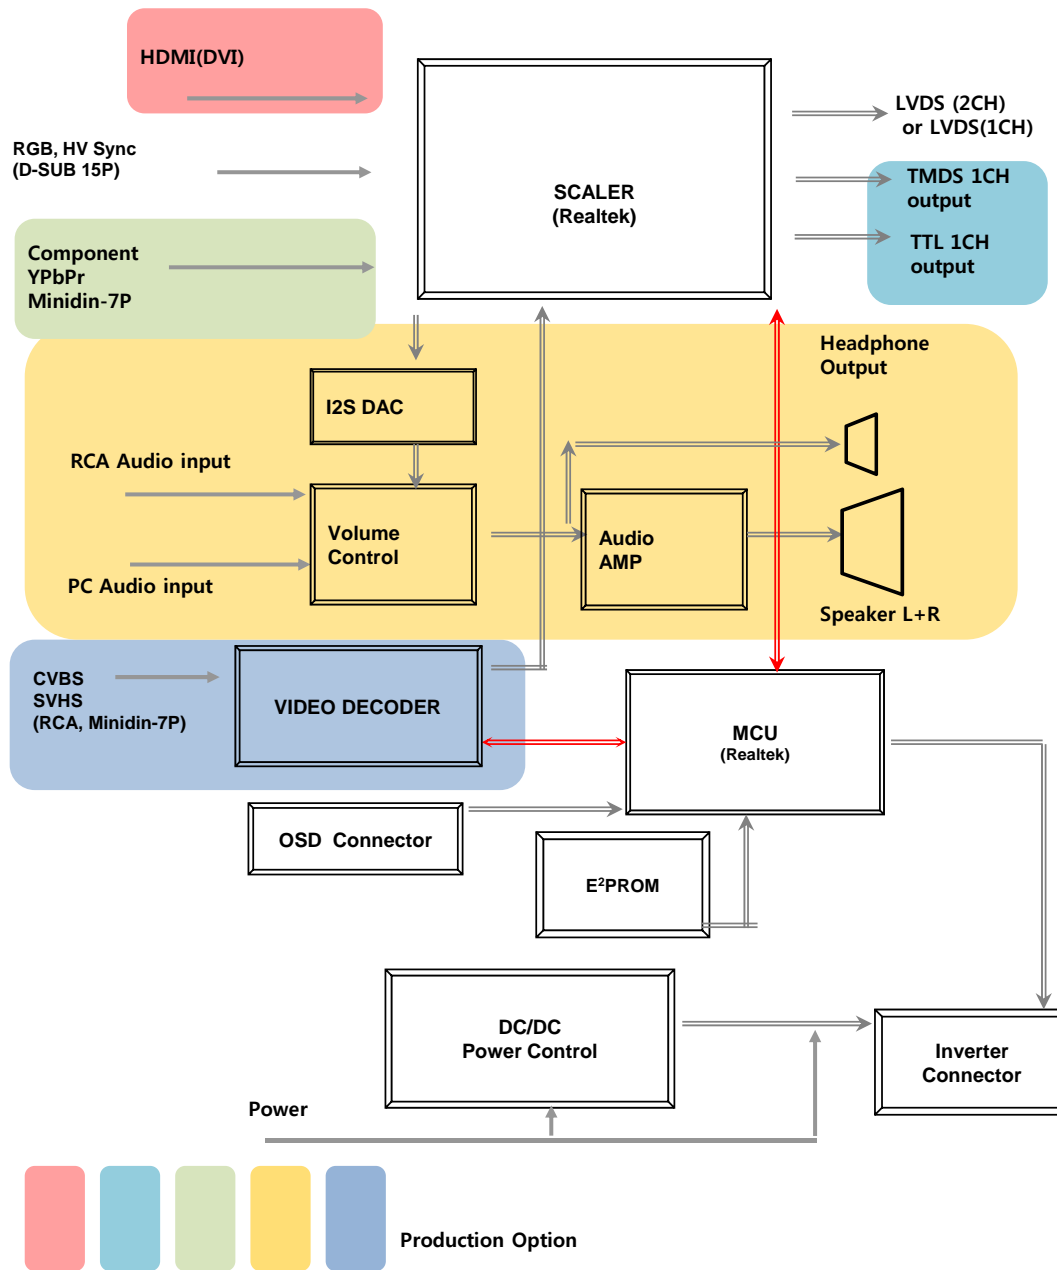 HDMI(DVI)
RGB, HV Sync
(D-SUB 15P)
Component
YPbPr
Minidin-7P
SCALER
(Realtek)
LVDS (2CH)
or LVDS(1CH)
TMDS 1CH
output
TTL 1CH
output
I2S DAC
RCA Audio input
PC Audio input
Volume
Control
Audio
AMP
Headphone
Output
Speaker L+R
CVBS
SVHS
(RCA, Minidin-7P)
VIDEO DECODER
MCU
(Realtek)
OSD Connector
E²PROM
DC/DC
Power Control
Inverter
Connector
Power
Production Option